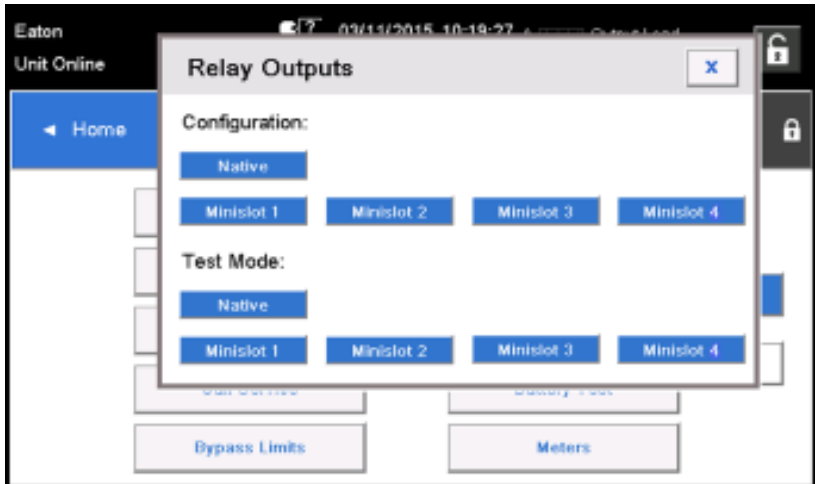 Eaton
03/11/2015 10:19:27
Unit Online
Relay Outputs
x
◄ Home
Configuration:
Native
Minislot 1 Minislot 2 Minislot 3 Minislot 4
Test Mode:
Native
Minislot 1 Minislot 2 Minislot 3 Minislot 4
Bypass Limits Meters